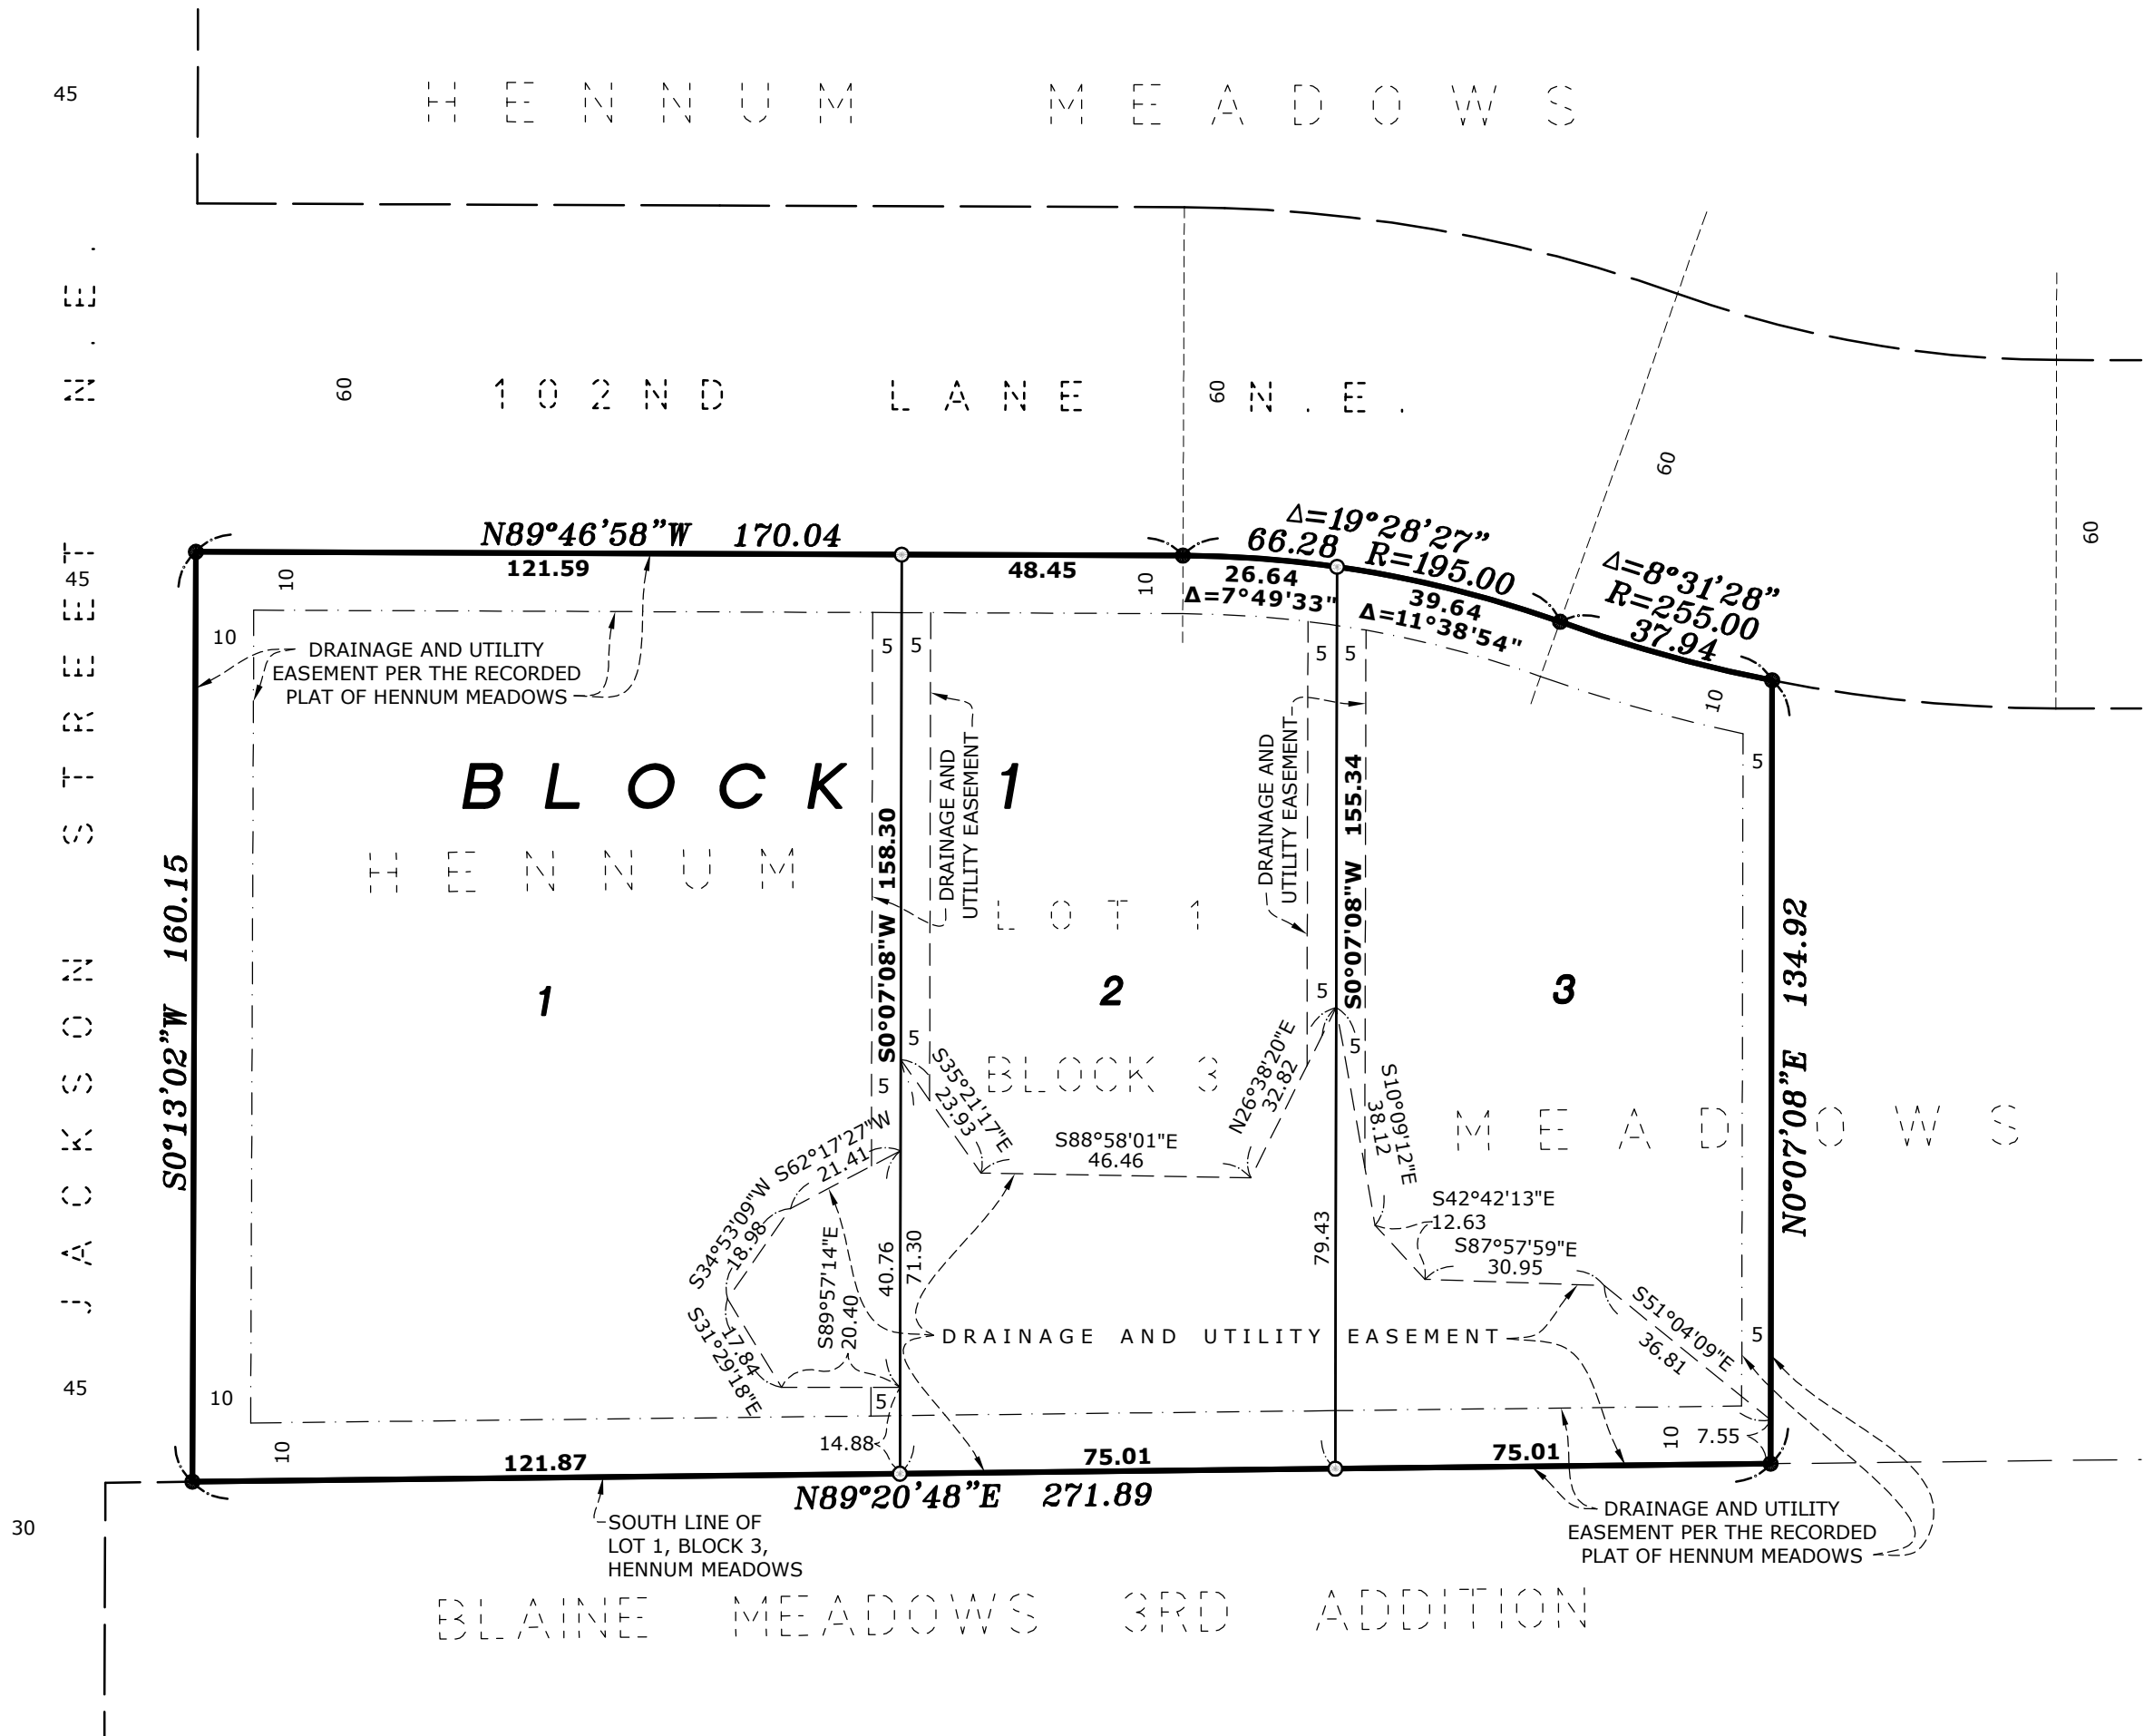 45
HENNUM MEADOWS
N.E.
60
102ND LANE N.E.
60
60
60
JACKSON STREET
45
N89°46'58”W 170.04
121.59
48.45
Δ=19°28'27”
66.28 R=195.00
26.64
Δ=7°49'33"
39.64
Δ=11°38'54"
Δ=8°31'28”
R=255.00
37.94
10
10
10
10
5
5
5
5
5
DRAINAGE AND UTILITY
EASEMENT PER THE RECORDED
PLAT OF HENNUM MEADOWS
BLOCK 1
DRAINAGE AND
UTILITY EASEMENT
DRAINAGE AND
UTILITY EASEMENT
S0°13'02”W 160.15
S0°07'08"W 158.30
S0°07'08"W 155.34
N0°07'08”E 134.92
HENNUM
LOT 1
1
2
3
5
5
5
5
BLOCK 3
MEADOWS
S35°21'17"E
23.93
S88°58'01"E
46.46
N26°38'20"E
32.82
S10°09'12"E
38.12
S62°17'27"W
21.41
S34°53'09"W
18.98
S31°29'18"E
17.84
S89°57'14"E
20.40
40.76
71.30
79.43
S42°42'13"E
12.63
S87°57'59"E
30.95
S51°04'09"E
36.81
DRAINAGE AND UTILITY EASEMENT
5
45
10
5
10
14.88
10
7.55
121.87
75.01
75.01
N89°20'48”E 271.89
30
SOUTH LINE OF
LOT 1, BLOCK 3,
HENNUM MEADOWS
DRAINAGE AND UTILITY
EASEMENT PER THE RECORDED
PLAT OF HENNUM MEADOWS
BLAINE MEADOWS 3RD ADDITION